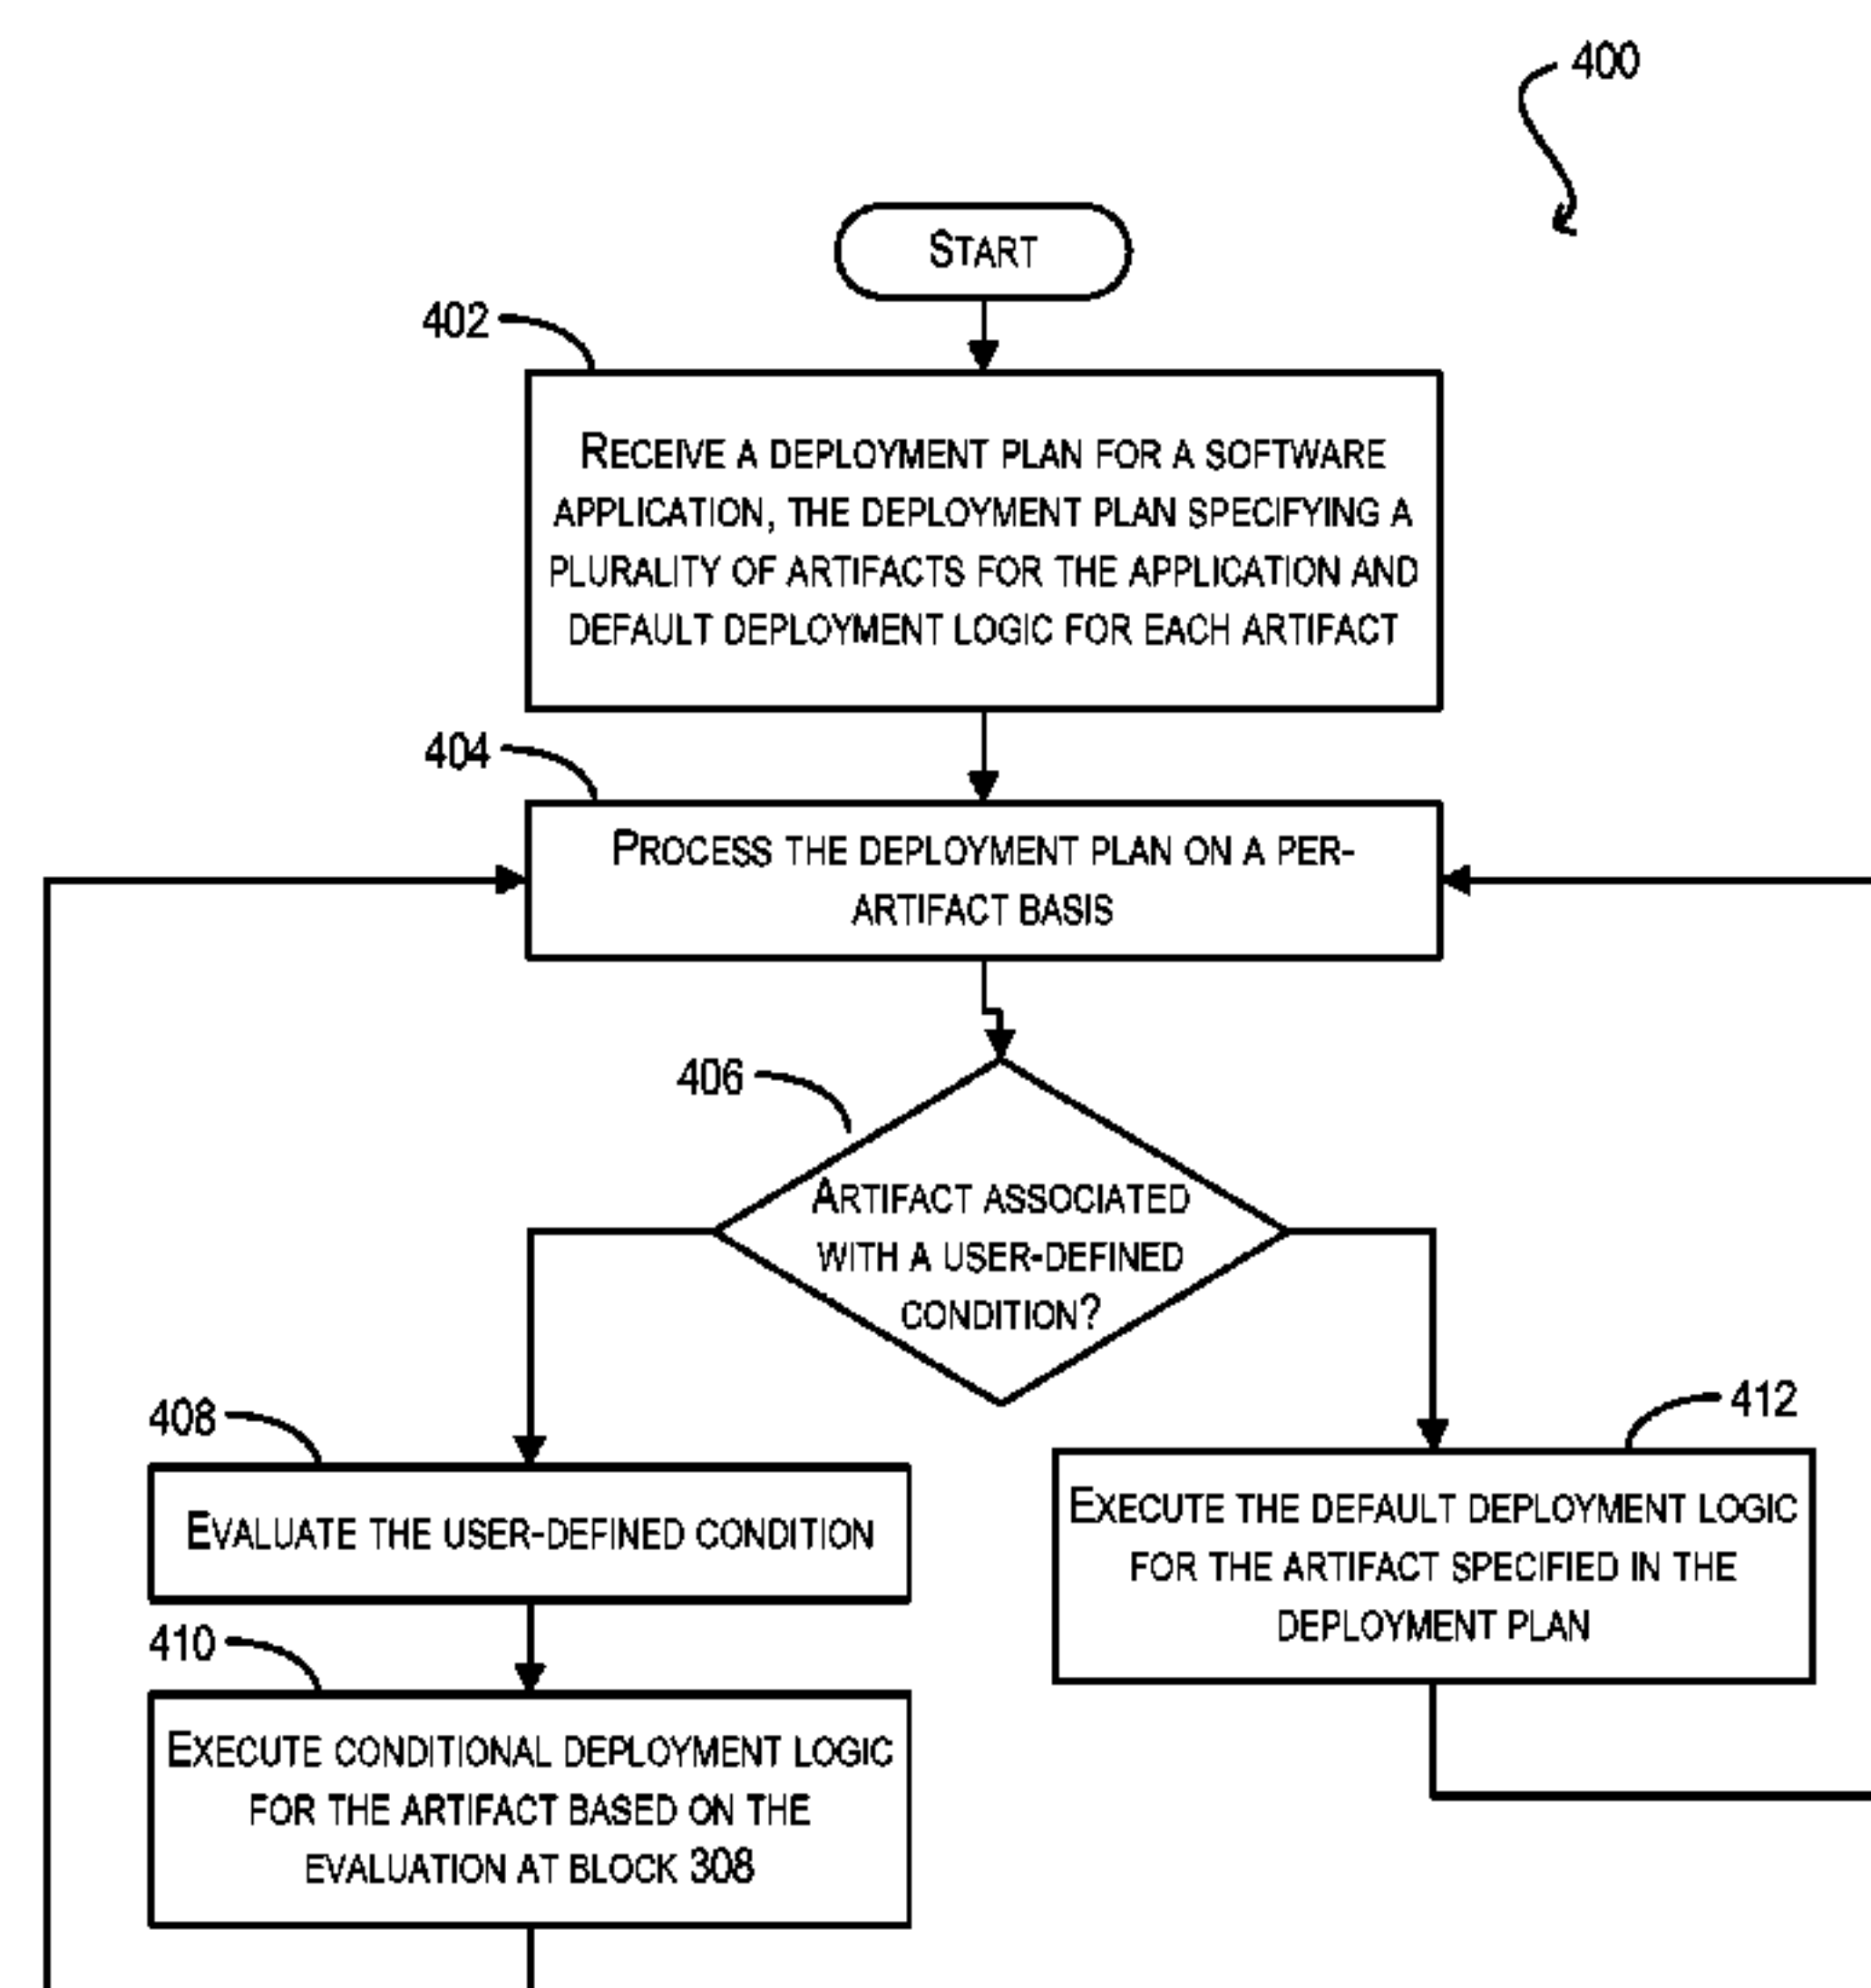 400
START
402
RECEIVE A DEPLOYMENT PLAN FOR A SOFTWARE
APPLICATION, THE DEPLOYMENT PLAN SPECIFYING A
PLURALITY OF ARTIFACTS FOR THE APPLICATION AND
DEFAULT DEPLOYMENT LOGIC FOR EACH ARTIFACT
404
PROCESS THE DEPLOYMENT PLAN ON A PER-
ARTIFACT BASIS
406
ARTIFACT ASSOCIATED
WITH A USER-DEFINED
CONDITION?
408
EVALUATE THE USER-DEFINED CONDITION
410
EXECUTE CONDITIONAL DEPLOYMENT LOGIC
FOR THE ARTIFACT BASED ON THE
EVALUATION AT BLOCK 308
412
EXECUTE THE DEFAULT DEPLOYMENT LOGIC
FOR THE ARTIFACT SPECIFIED IN THE
DEPLOYMENT PLAN